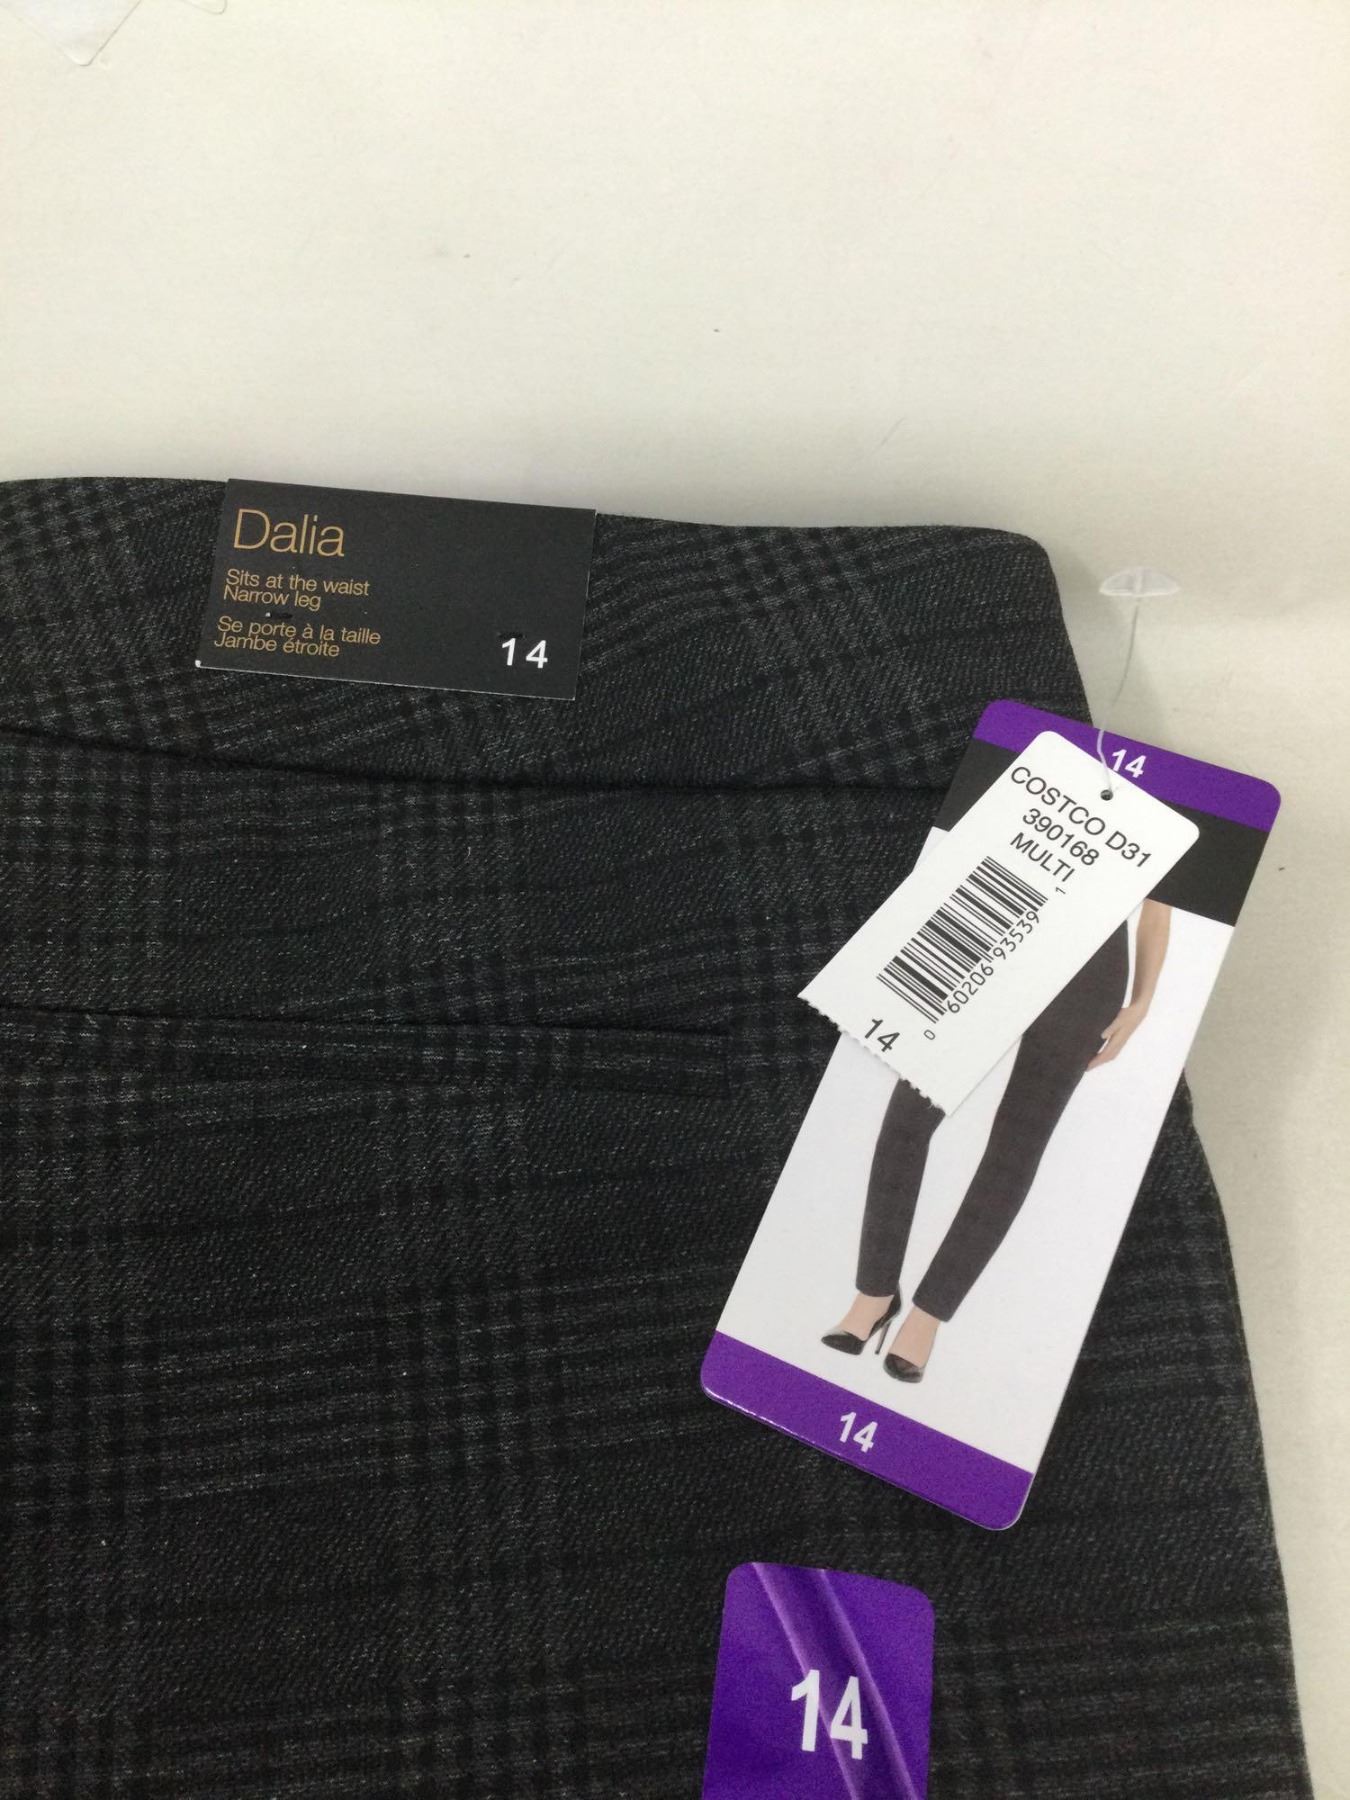 Dalia
Sits at the waist
Narrow leg
Se porte à la taille
Jambe étroite
14
14
COSTCO D31
390168
MULTI
0 60206 93539 1
14
14
14